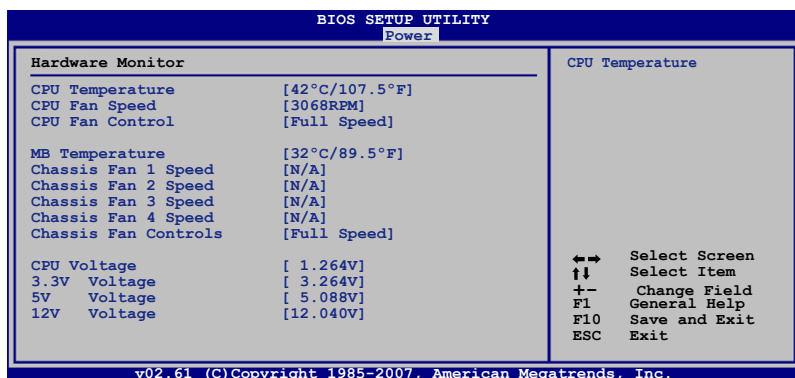 BIOS SETUP UTILITY
Power
Hardware Monitor
CPU Temperature [42°C/107.5°F]
CPU Fan Speed [3068RPM]
CPU Fan Control [Full Speed]
MB Temperature [32°C/89.5°F]
Chassis Fan 1 Speed [N/A]
Chassis Fan 2 Speed [N/A]
Chassis Fan 3 Speed [N/A]
Chassis Fan 4 Speed [N/A]
Chassis Fan Controls [Full Speed]
CPU Voltage [ 1.264V]
3.3V Voltage [ 3.264V]
5V Voltage [ 5.088V]
12V Voltage [12.040V]
CPU Temperature
←→ Select Screen
↑↓ Select Item
+- Change Field
F1 General Help
F10 Save and Exit
ESC Exit
v02.61 (C)Copyright 1985-2007, American Megatrends, Inc.